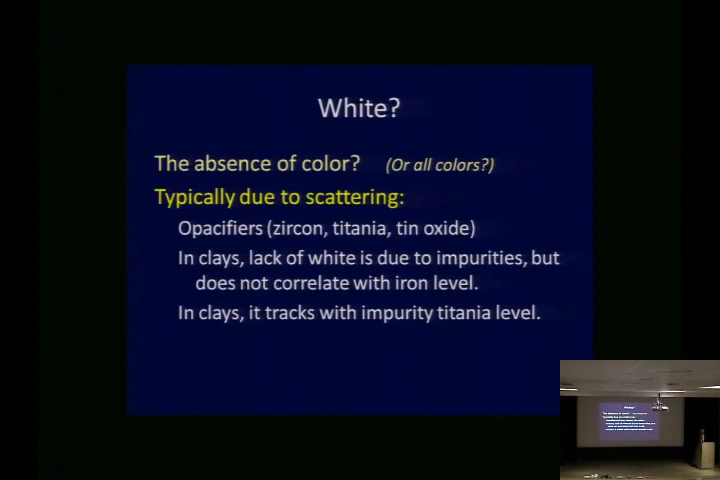 White?
The absence of color? (Or all colors?)
Typically due to scattering:
Opacifiers (zircon, titania, tin oxide)
In clays, lack of white is due to impurities, but
does not correlate with iron level.
In clays, it tracks with impurity titania level.